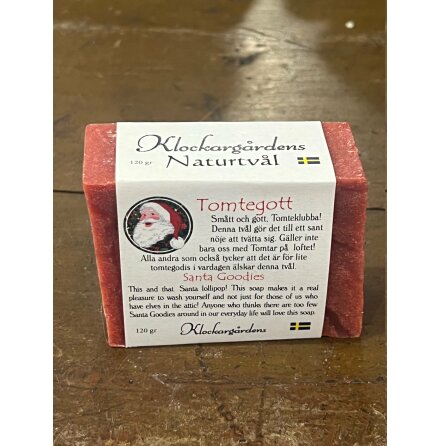 Klockargårdens
120 gr Naturtvål
Tomtegott
Smått och gott, Tomteklubba!
Denna tvål gör det till ett sant
nöje att tvätta sig. Gäller inte
bara oss med Tomtar på loftet!
Alla andra som också tycker att det är för lite
tomtegodis i vardagen älskar denna tvål.
Santa Goodies
This and that Santa lollipop! This soap makes it a real
pleasure to wash yourself and not just for those of us who
have elves in the attic! Anyone who thinks there are too few
Santa Goodies around in our everyday life will love this soap.
120 gr Klockargårdens